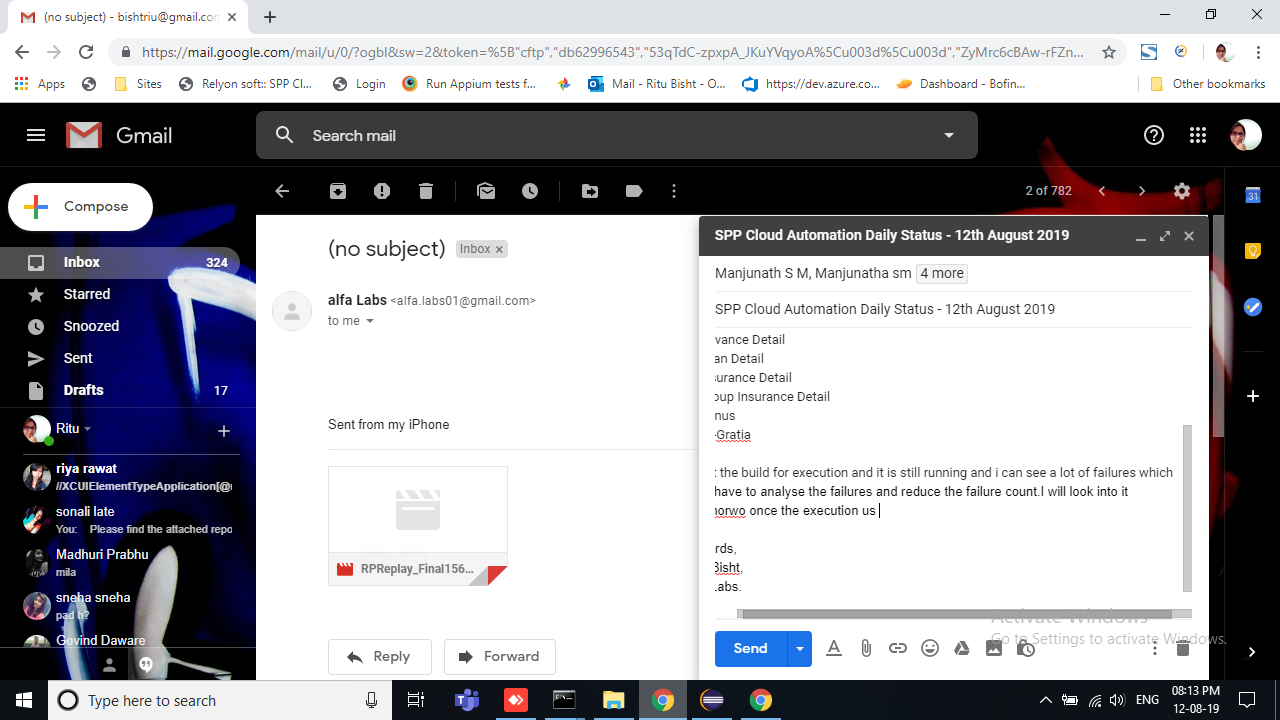 (no subject) - bishtriu@gmail.con
https://mail.google.com/mail/u/0/?ogbl&sw=2&token=%5B"cftp","db62996543","53qTdC-zpxpA_JKuYVqyoA%5Cu003d%5Cu003d","ZyMrc6cBAw-rFZn...
Apps Sites Relyon soft:: SPP Cl... Login Run Appium tests f... Mail - Ritu Bisht - O... https://dev.azure.co... Dashboard - Bofin... Other bookmarks
Gmail
Search mail
Compose
2 of 782
31
Inbox 324
Starred
Snoozed
Sent
Drafts 17
Ritu
riya rawat
//XCUIElementTypeApplication[@
sonali late
You: Please find the attached repo
Madhuri Prabhu
mila
sneha sneha
pad h?
Govind Daware
(no subject) Inbox ×
alfa Labs <alfa.labs01@gmail.com>
to me
Sent from my iPhone
RPReplay_Final156...
Reply
Forward
SPP Cloud Automation Daily Status - 12th August 2019
Manjunath S M, Manjunatha sm 4 more
SPP Cloud Automation Daily Status - 12th August 2019
vance Detail
an Detail
surance Detail
oup Insurance Detail
nus
-Gratia
t the build for execution and it is still running and i can see a lot of failures which
have to analyse the failures and reduce the failure count.I will look into it
norwo once the execution us
rds,
Bisht,
Labs.
Send
Activate Windows
Go to Settings to activate Windows.
Type here to search
ENG
08:13 PM
12-08-19